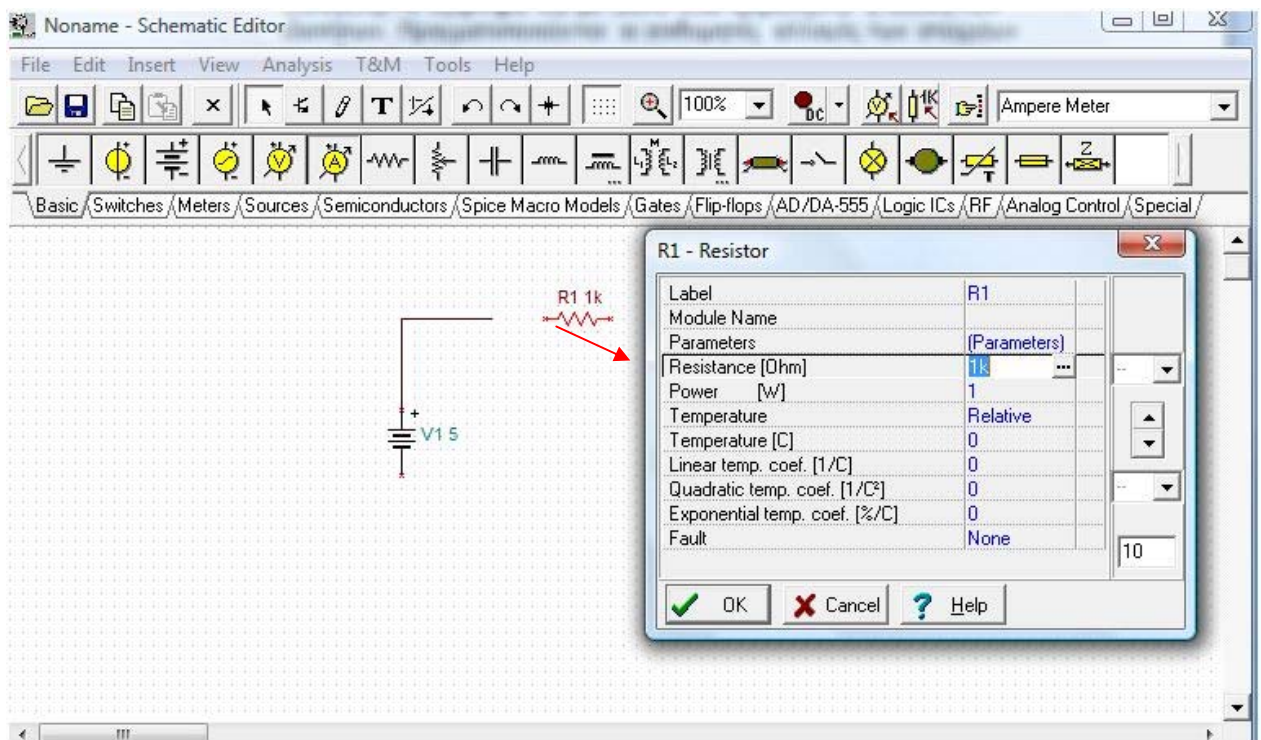 Noname - Schematic Editor
File Edit Insert View Analysis T&M Tools Help
T 100% DC 1K Ampere Meter
V A M L1 L2 T Z
Basic Switches Meters Sources Semiconductors Spice Macro Models Gates Flip-flops AD/DA-555 Logic ICs RF Analog Control Special
R1 - Resistor
Label R1
Module Name
Parameters (Parameters)
Resistance [Ohm] 1k ...
Power [W] 1
Temperature Relative
Temperature [C] 0
Linear temp. coef. [1/C] 0
Quadratic temp. coef. [1/C²] 0
Exponential temp. coef. [%/C] 0
Fault None
10
OK Cancel ? Help
R1 1k
+
V1 5